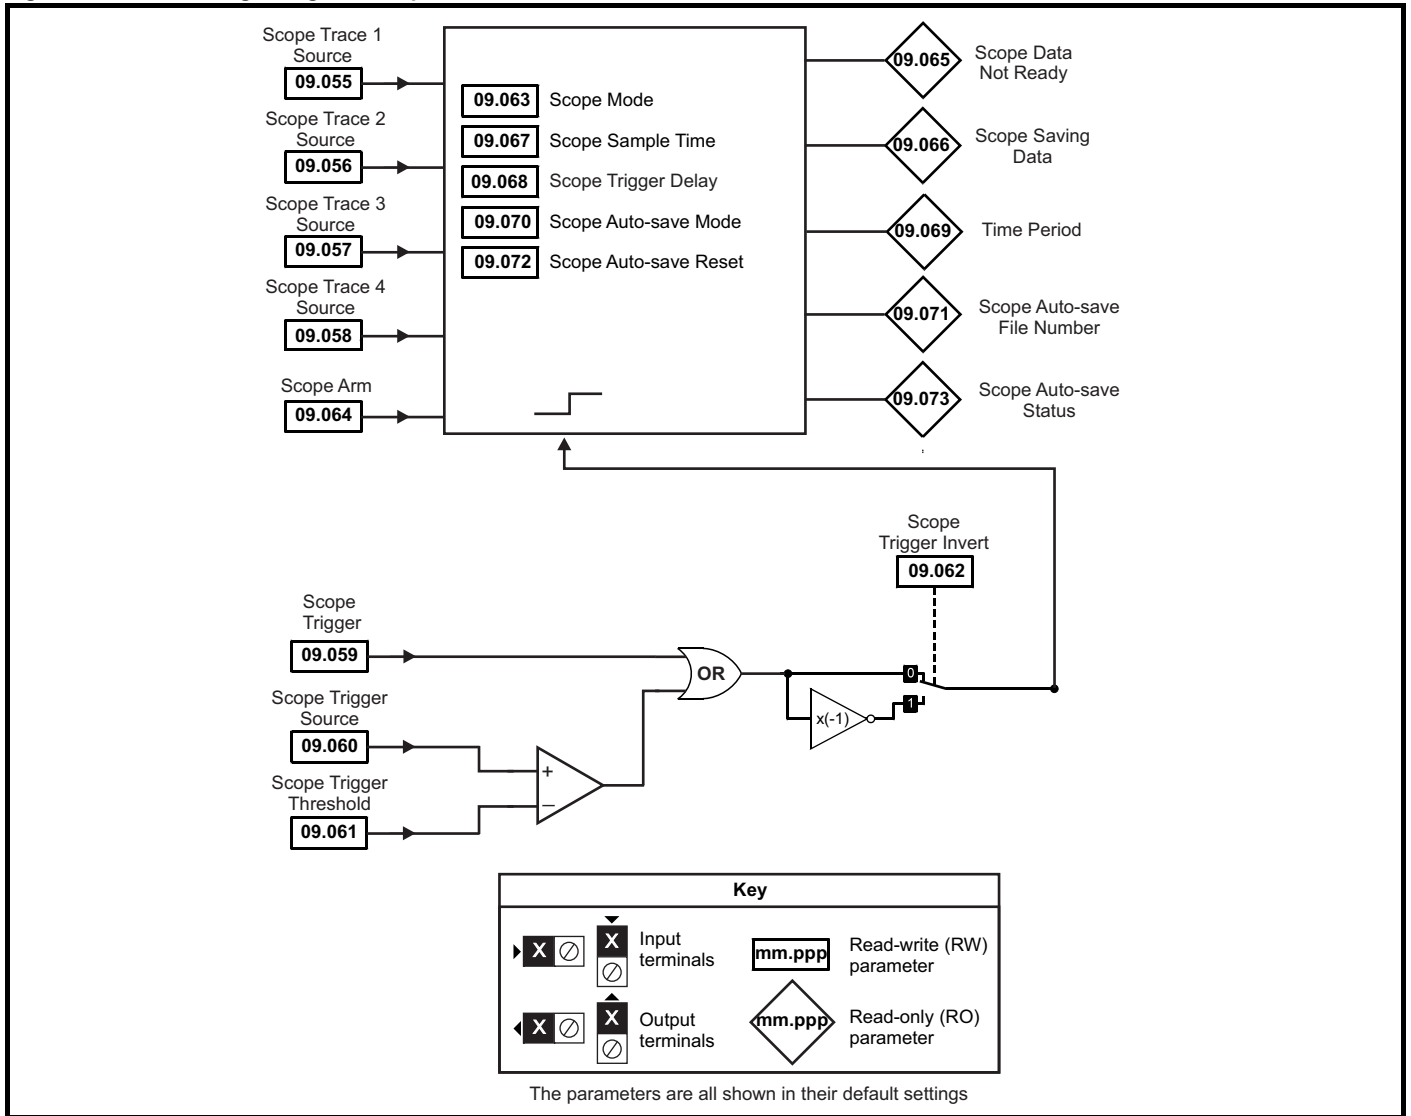 Scope Trace 1
Source
09.055
Scope Trace 2
Source
09.056
Scope Trace 3
Source
09.057
Scope Trace 4
Source
09.058
Scope Arm
09.064
09.063 Scope Mode
09.067 Scope Sample Time
09.068 Scope Trigger Delay
09.070 Scope Auto-save Mode
09.072 Scope Auto-save Reset
09.065
Scope Data
Not Ready
09.066
Scope Saving
Data
09.069
Time Period
09.071
Scope Auto-save
File Number
09.073
Scope Auto-save
Status
Scope
Trigger Invert
09.062
Scope
Trigger
09.059
Scope Trigger
Source
09.060
Scope Trigger
Threshold
09.061
+
–
OR
x(-1)
0
1
Key
X
X
Input
terminals
mm.ppp
Read-write (RW)
parameter
X
X
Output
terminals
mm.ppp
Read-only (RO)
parameter
The parameters are all shown in their default settings